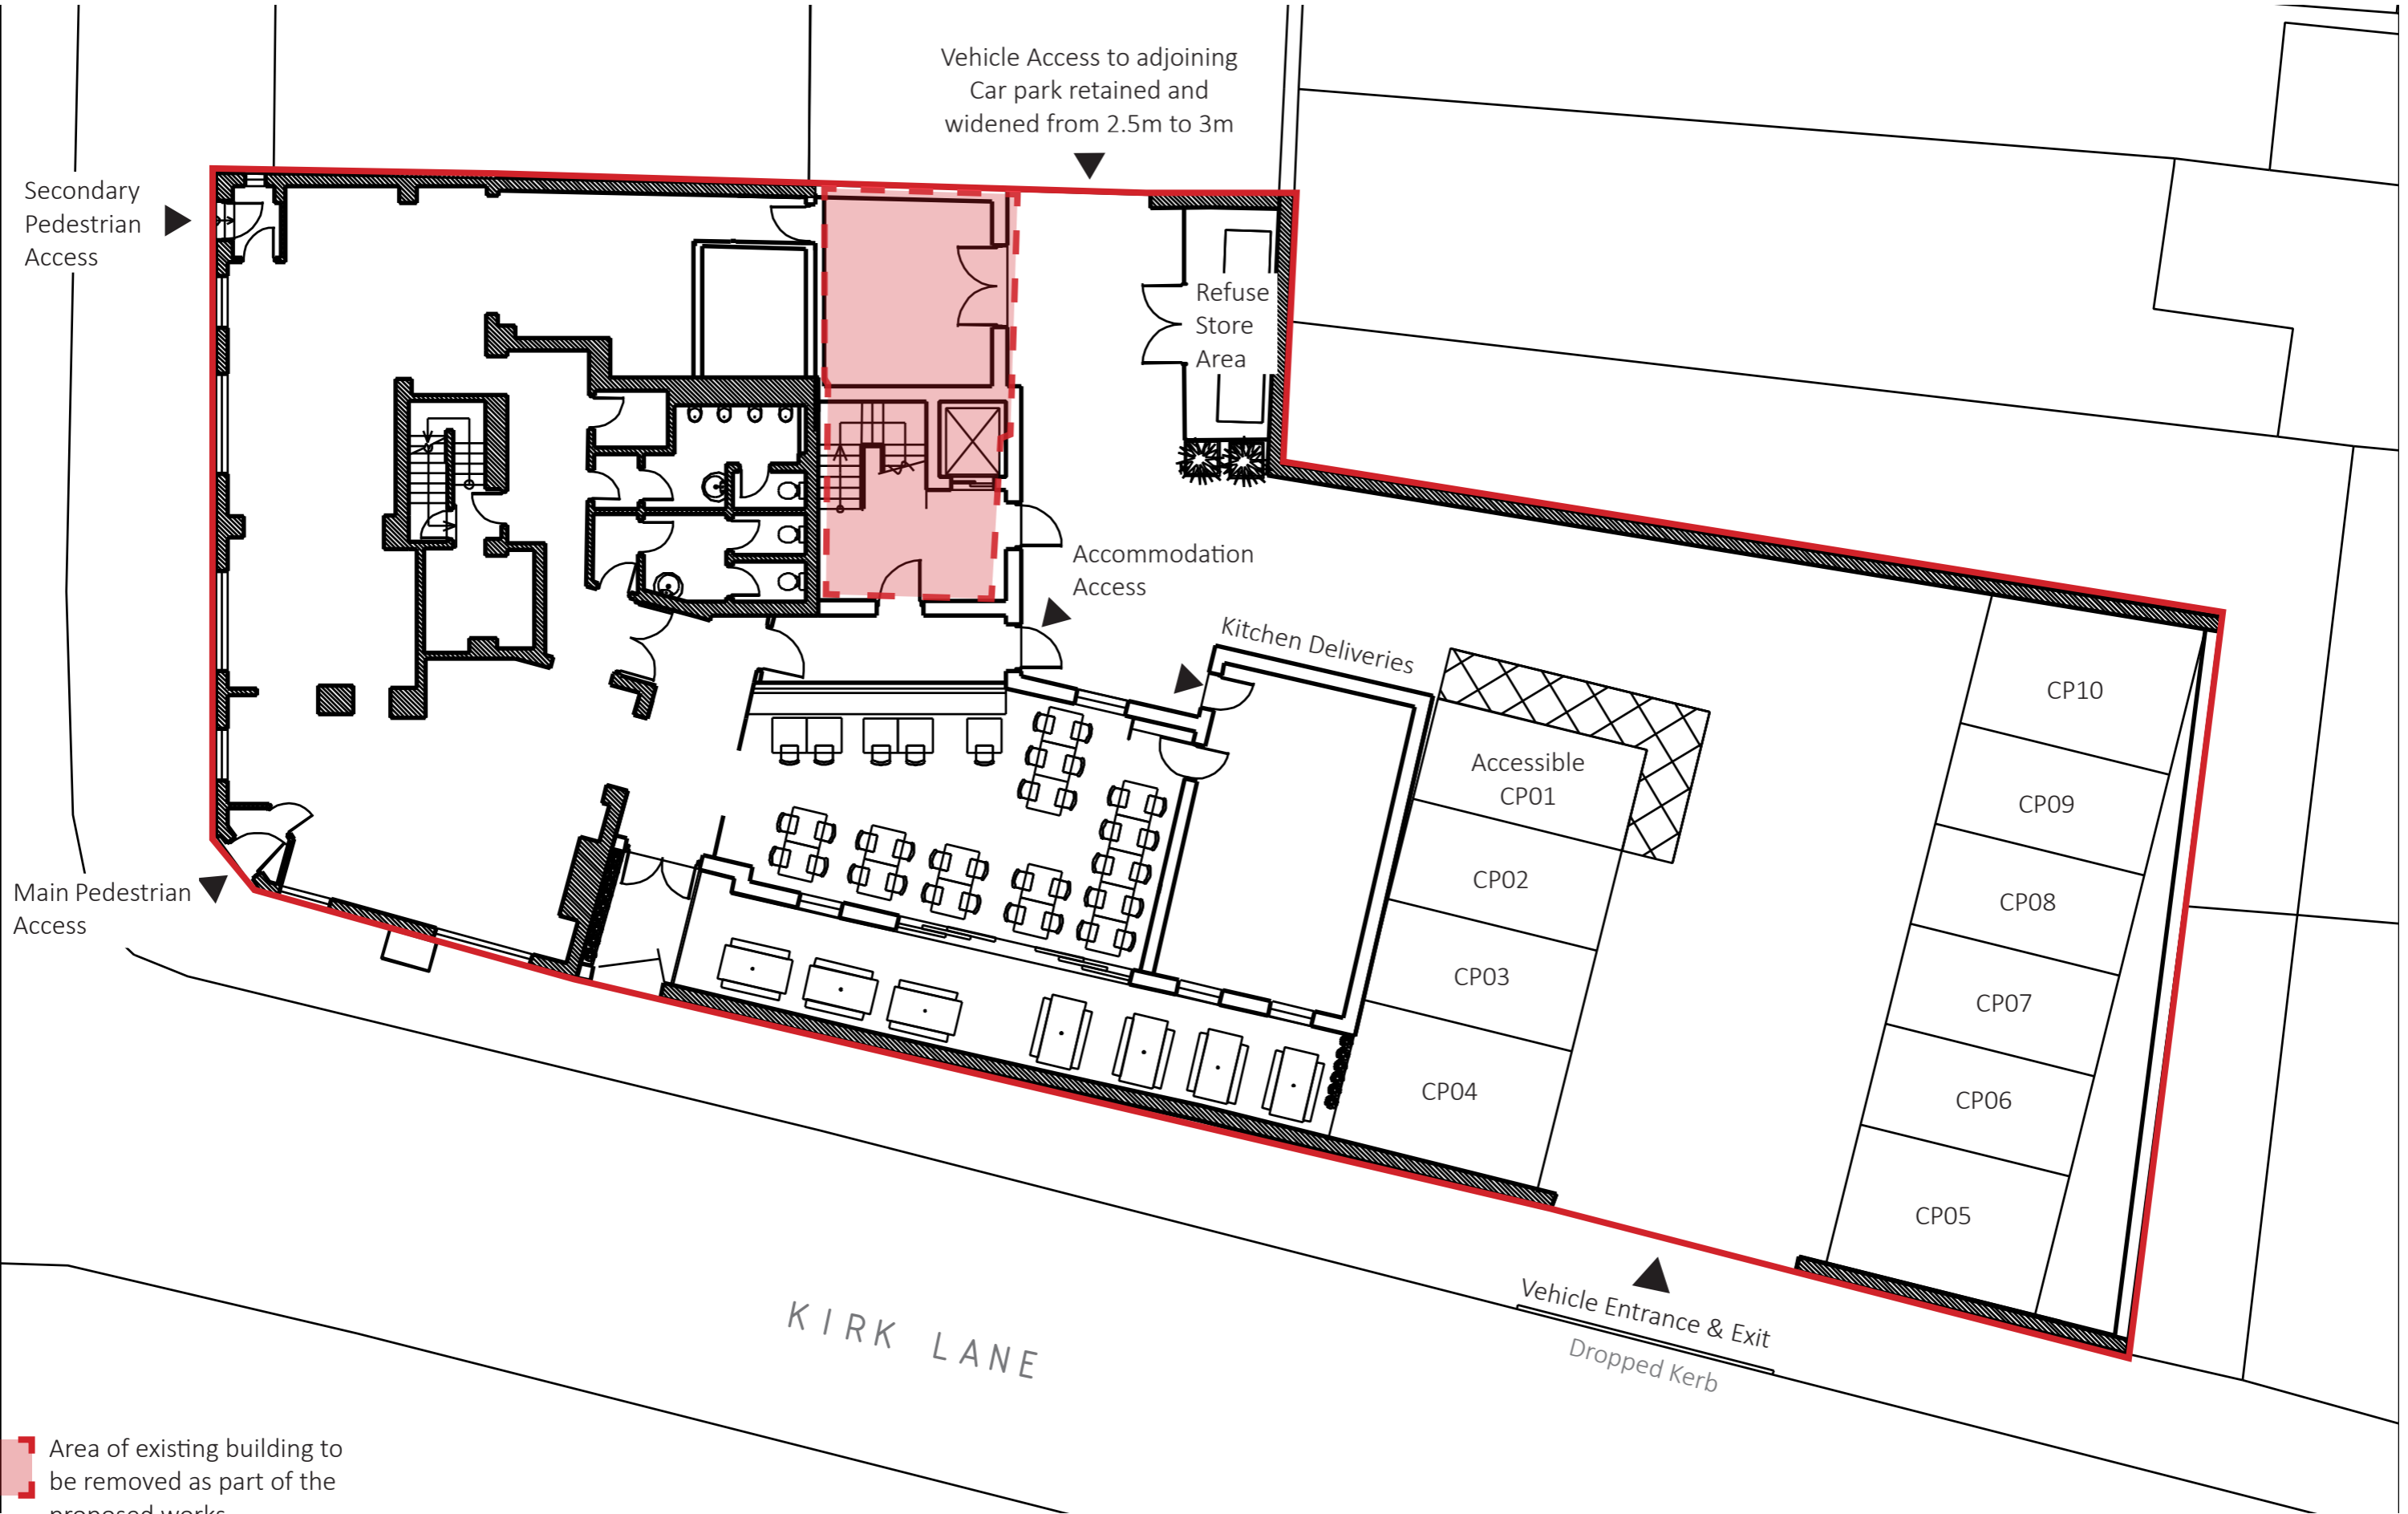 Vehicle Access to adjoining
Car park retained and
widened from 2.5m to 3m
Secondary
Pedestrian
Access
Refuse
Store
Area
Accommodation
Access
Kitchen Deliveries
Accessible
CP01
CP02
CP03
CP04
CP10
CP09
CP08
CP07
CP06
CP05
Main Pedestrian
Access
Vehicle Entrance & Exit
Dropped Kerb
KIRK LANE
Area of existing building to
be removed as part of the
proposed works